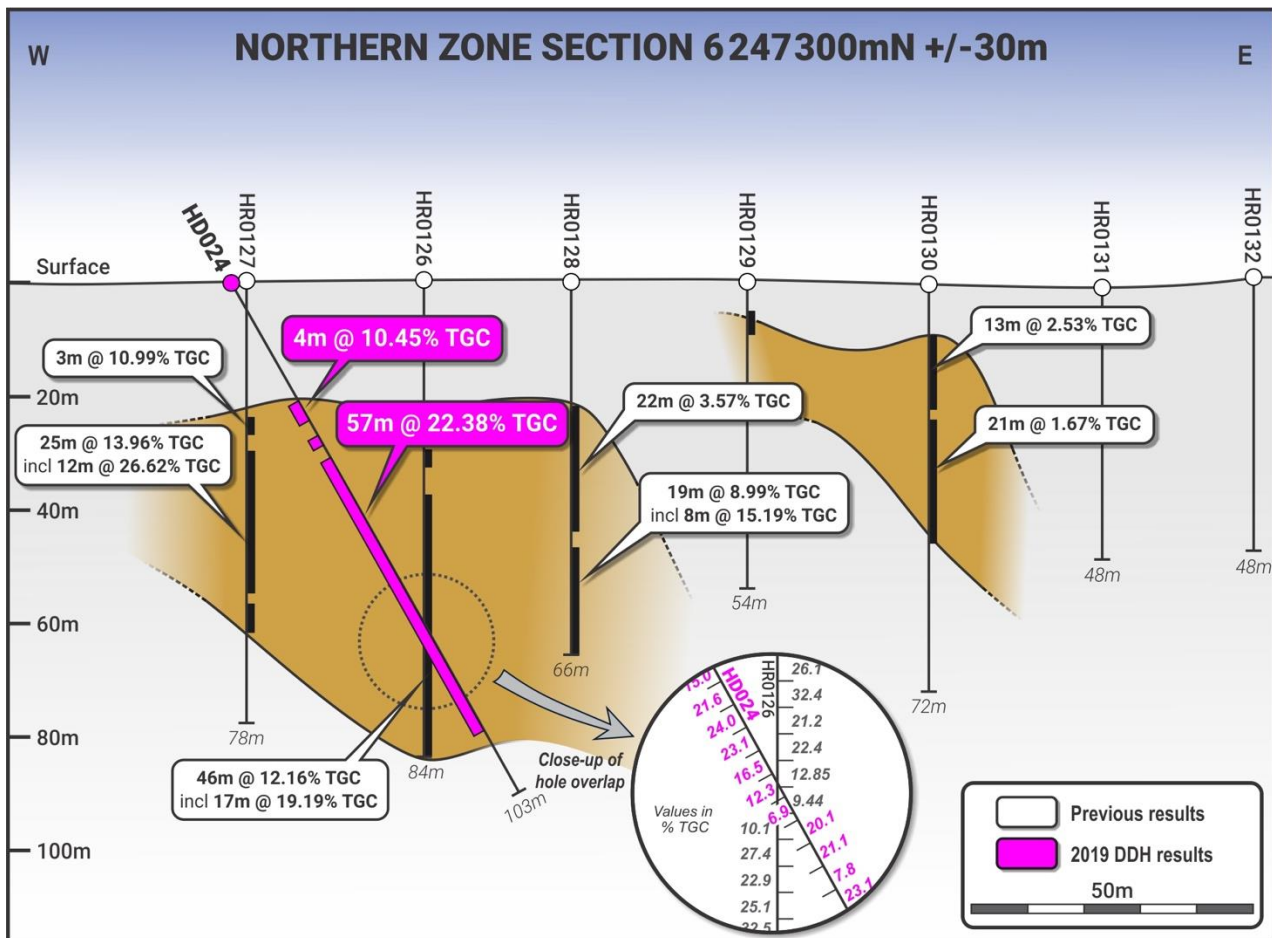 W
NORTHERN ZONE SECTION 6 247300mN +/-30m
E
HD024
HR0127
HR0126
HR0128
HR0129
HR0130
HR0131
HR0132
Surface
20m
40m
60m
80m
100m
3m @ 10.99% TGC
4m @ 10.45% TGC
25m @ 13.96% TGC
incl 12m @ 26.62% TGC
57m @ 22.38% TGC
22m @ 3.57% TGC
19m @ 8.99% TGC
incl 8m @ 15.19% TGC
13m @ 2.53% TGC
21m @ 1.67% TGC
46m @ 12.16% TGC
incl 17m @ 19.19% TGC
78m
84m
103m
66m
54m
72m
48m
48m
Close-up of
hole overlap
HD024
HR0126
15.0
21.6
24.0
23.1
16.5
12.3
6.9
20.1
21.1
7.8
23.1
26.1
32.4
21.2
22.4
12.85
9.44
10.1
27.4
22.9
25.1
32.5
Values in
% TGC
Previous results
2019 DDH results
50m